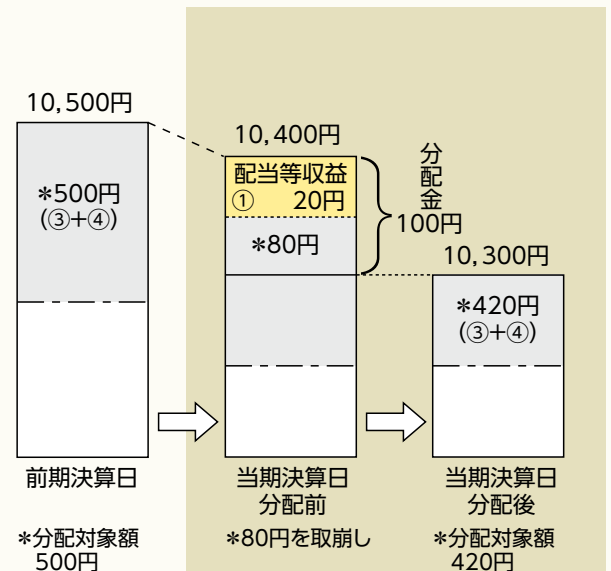 10,500円
*500円
(③+④)
前期決算日
*分配対象額
500円
10,400円
配当等収益
① 20円
*80円
分配金
100円
当期決算日
分配前
*80円を取崩し
10,300円
*420円
(③+④)
当期決算日
分配後
*分配対象額
420円